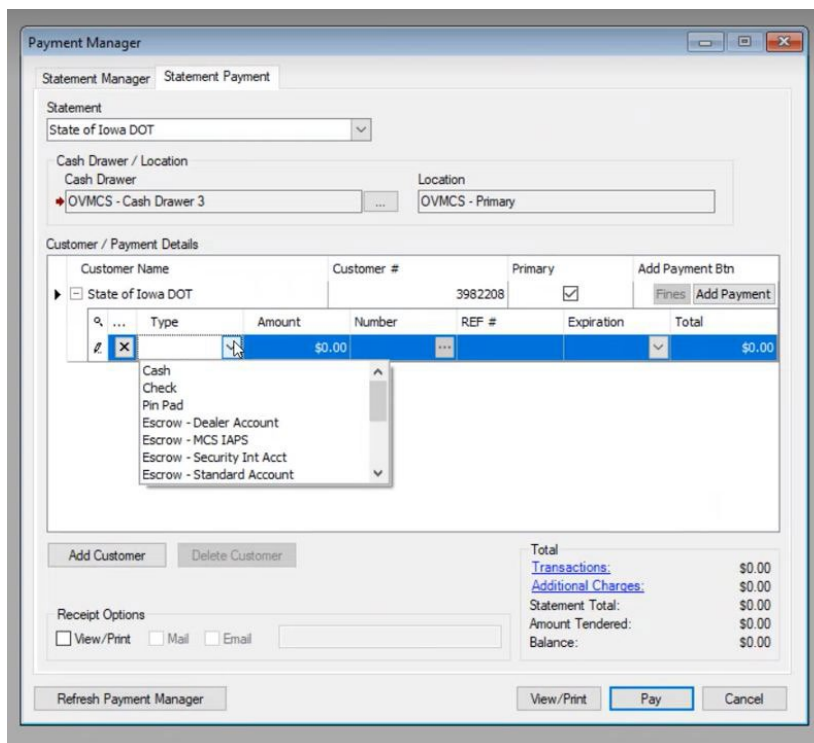 Payment Manager
Statement Manager Statement Payment
Statement
State of Iowa DOT
Cash Drawer / Location
Cash Drawer Location
OVMCS - Cash Drawer 3 ... OVMCS - Primary
Customer / Payment Details
Customer Name Customer # Primary Add Payment Btn
State of Iowa DOT 3982208 Fines Add Payment
... Type Amount Number REF # Expiration Total
$0.00 ... $0.00
Cash
Check
Pin Pad
Escrow - Dealer Account
Escrow - MCS IAPS
Escrow - Security Int Acct
Escrow - Standard Account
Add Customer Delete Customer
Total
Transactions: $0.00
Additional Charges: $0.00
Statement Total: $0.00
Amount Tendered: $0.00
Balance: $0.00
Receipt Options
View/Print Mail Email
Refresh Payment Manager View/Print Pay Cancel